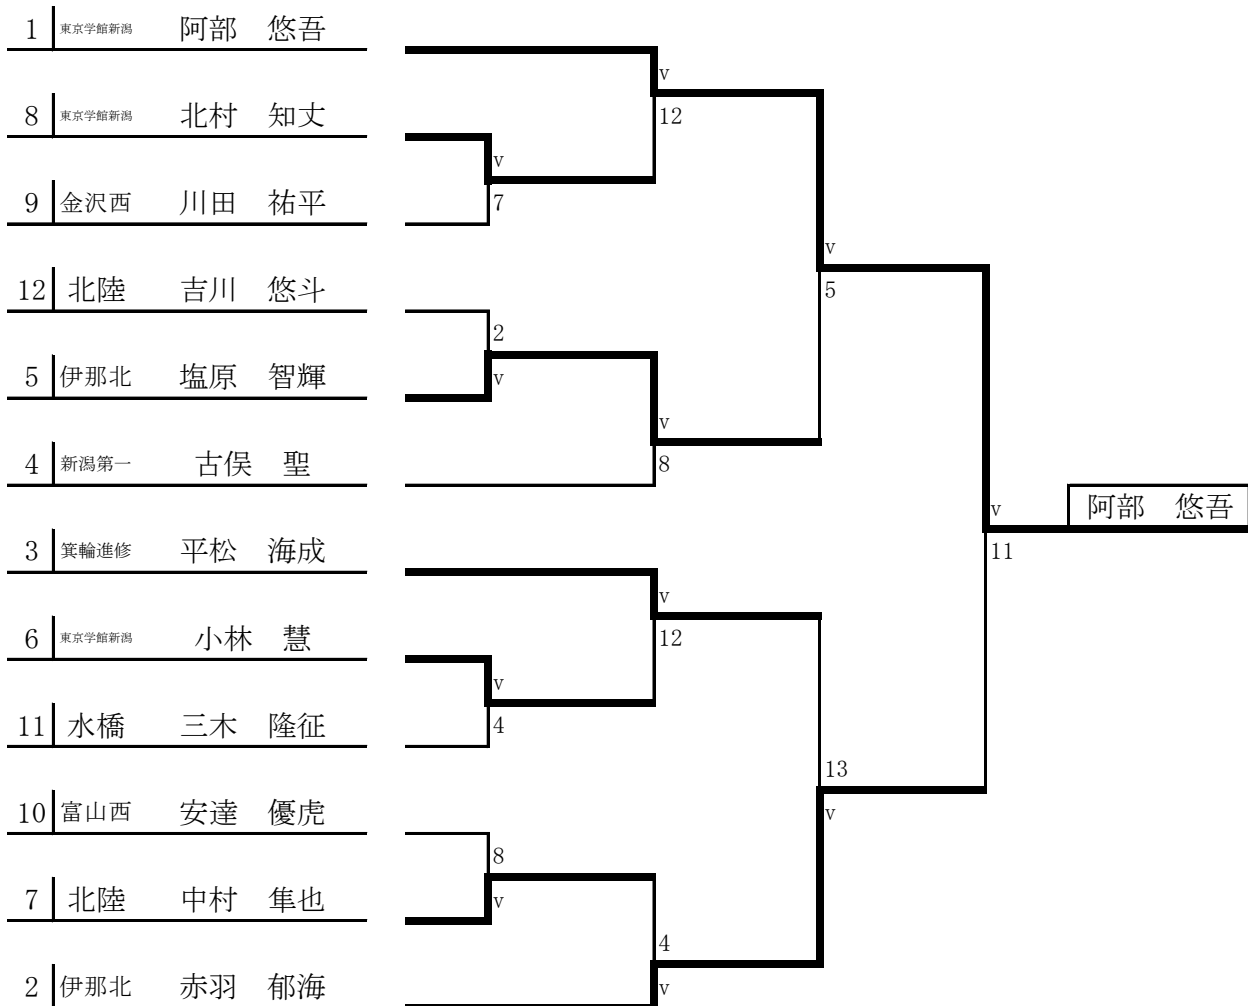 1 東京学館新潟 阿部 悠吾
v
8 東京学館新潟 北村 知丈
12
v
9 金沢西 川田 祐平
7
v
12 北陸 吉川 悠斗
5
2
5 伊那北 塩原 智輝
v
v
4 新潟第一 古俣 聖
8
v
阿部 悠吾
3 箕輪進修 平松 海成
11
v
6 東京学館新潟 小林 慧
12
v
11 水橋 三木 隆征
4
13
10 富山西 安達 優虎
v
8
7 北陸 中村 隼也
v
4
2 伊那北 赤羽 郁海
v